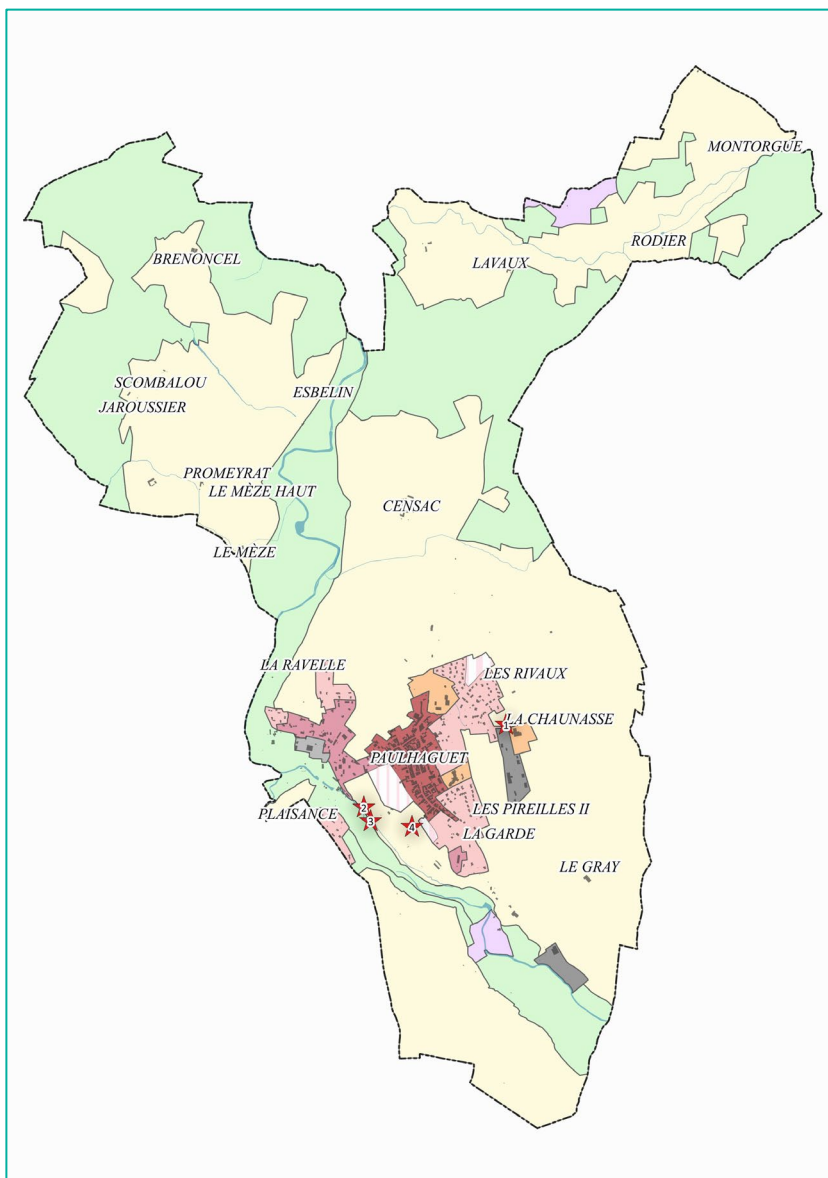 MONTORGUE
RODIER
BRENONCEL
LAVAUX
SCOMBALOU
ESBELIN
JAROUSSIER
PROMEYRAT
LE MÈZE HAUT
CENSAC
LE MÈZE
LA RAVELLE
LES RIVAUX
1
LA CHAUNASSE
PAULHAGUET
2
PLAISANCE
3
4
LES PIREILLES II
LA GARDE
LE GRAY